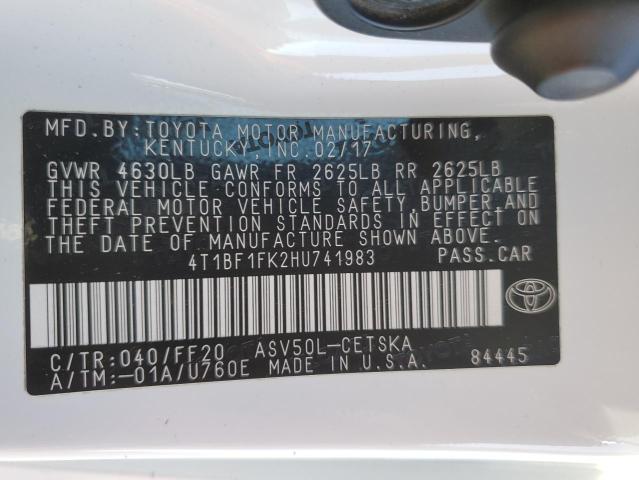 MFD.BY:TOYOTA MOTOR MANUFACTURING,
KENTUCKY,INC.02/17
GVWR 4630LB GAWR FR 2625LB RR 2625LB
THIS VEHICLE CONFORMS TO ALL APPLICABLE
FEDERAL MOTOR VEHICLE SAFETY, BUMPER,AND
THEFT PREVENTION STANDARDS IN EFFECT ON
THE DATE OF MANUFACTURE SHOWN ABOVE.
4T1BF1FK2HU741983 PASS.CAR
C/TR:040/FF20 ASV50L-CETSKA
A/TM:-01A/U760E MADE IN U.S.A. 84445